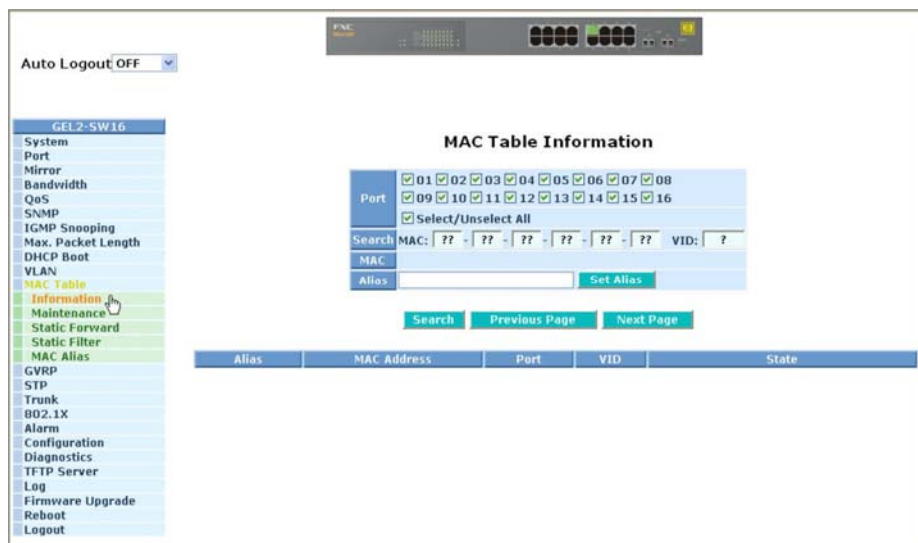 Auto Logout OFF
GEL2-SW16
System
Port
Mirror
Bandwidth
QoS
SNMP
IGMP Snooping
Max. Packet Length
DHCP Boot
VLAN
MAC Table
Information
Maintenance
Static Forward
Static Filter
MAC Alias
GVRP
STP
Trunk
802.1X
Alarm
Configuration
Diagnostics
TFTP Server
Log
Firmware Upgrade
Reboot
Logout
MAC Table Information
Port
01 02 03 04 05 06 07 08
09 10 11 12 13 14 15 16
Select/Unselect All
Search MAC: ?? - ?? - ?? - ?? - ?? - ?? VID: ?
MAC
Alias Set Alias
Search Previous Page Next Page
Alias MAC Address Port VID State